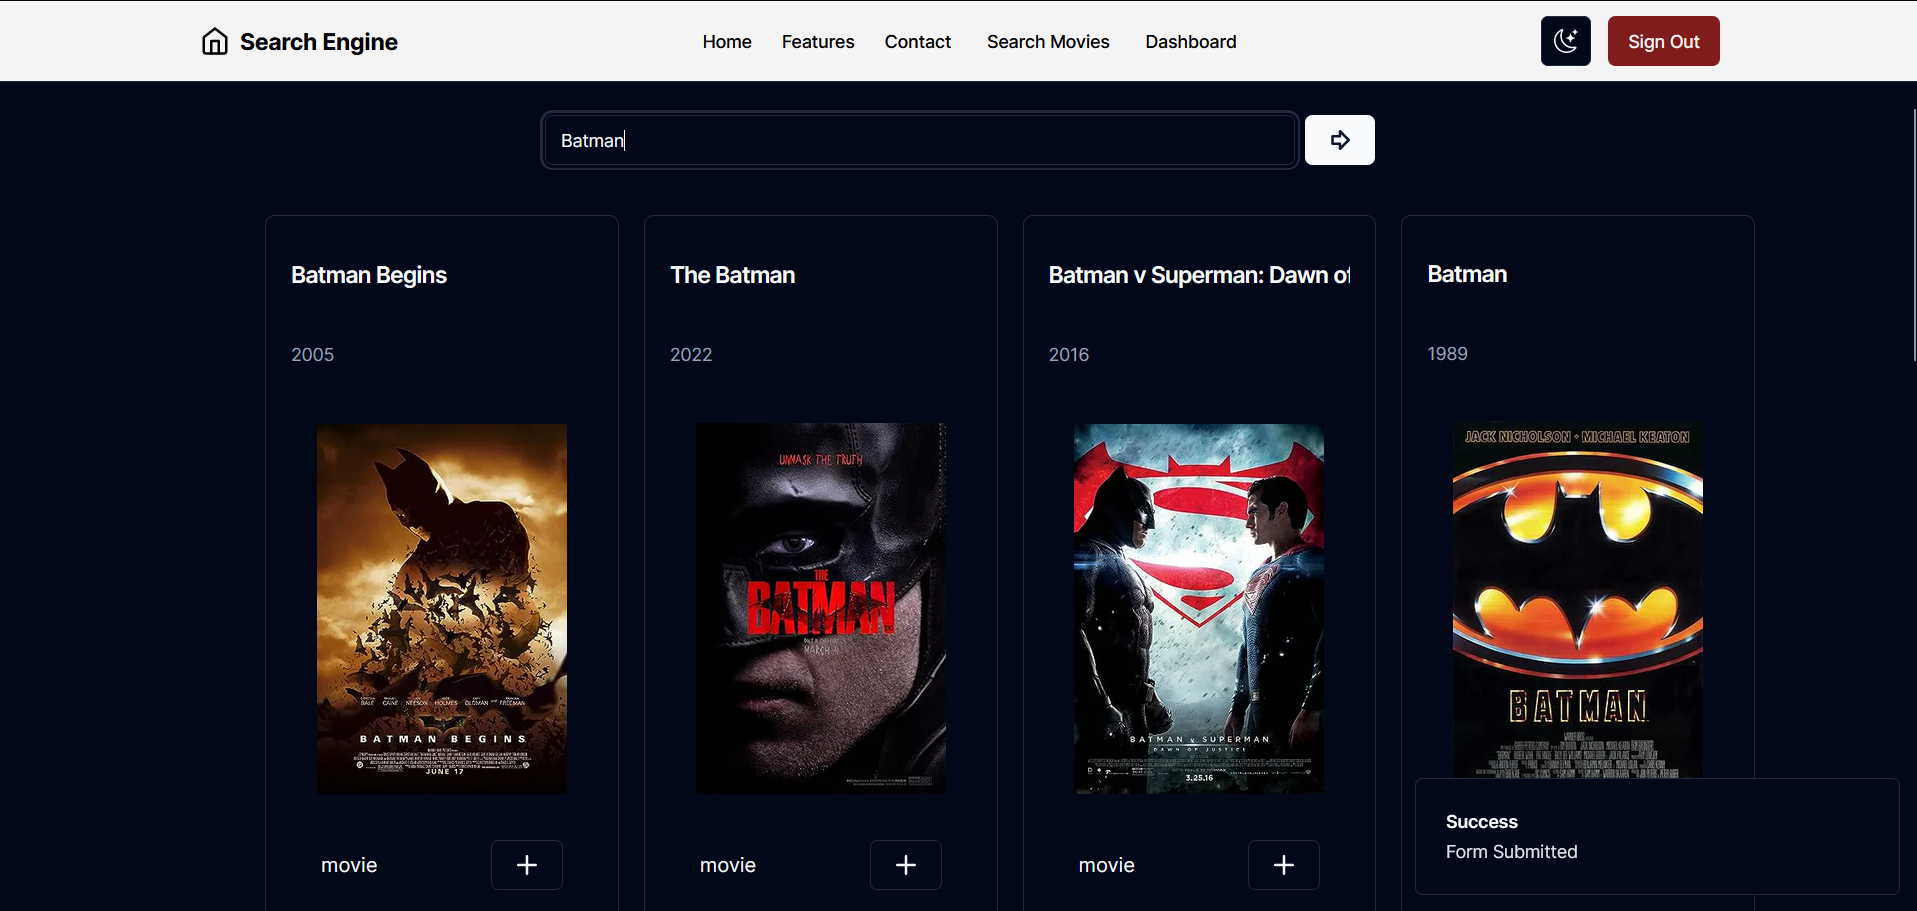 Search Engine
Home
Features
Contact
Search Movies
Dashboard
Sign Out
Batman
Batman Begins
2005
BALE CAINE NEESON HOLMES OLDMAN AND FREEMAN
BATMAN BEGINS
JUNE 17
movie
The Batman
2022
UNMASK THE TRUTH
THE
BATMAN
MARCH
movie
Batman v Superman: Dawn of
2016
BATMAN v SUPERMAN
DAWN OF JUSTICE
3.25.16
movie
Batman
1989
JACK NICHOLSON • MICHAEL KEATON
BATMAN
Success
Form Submitted